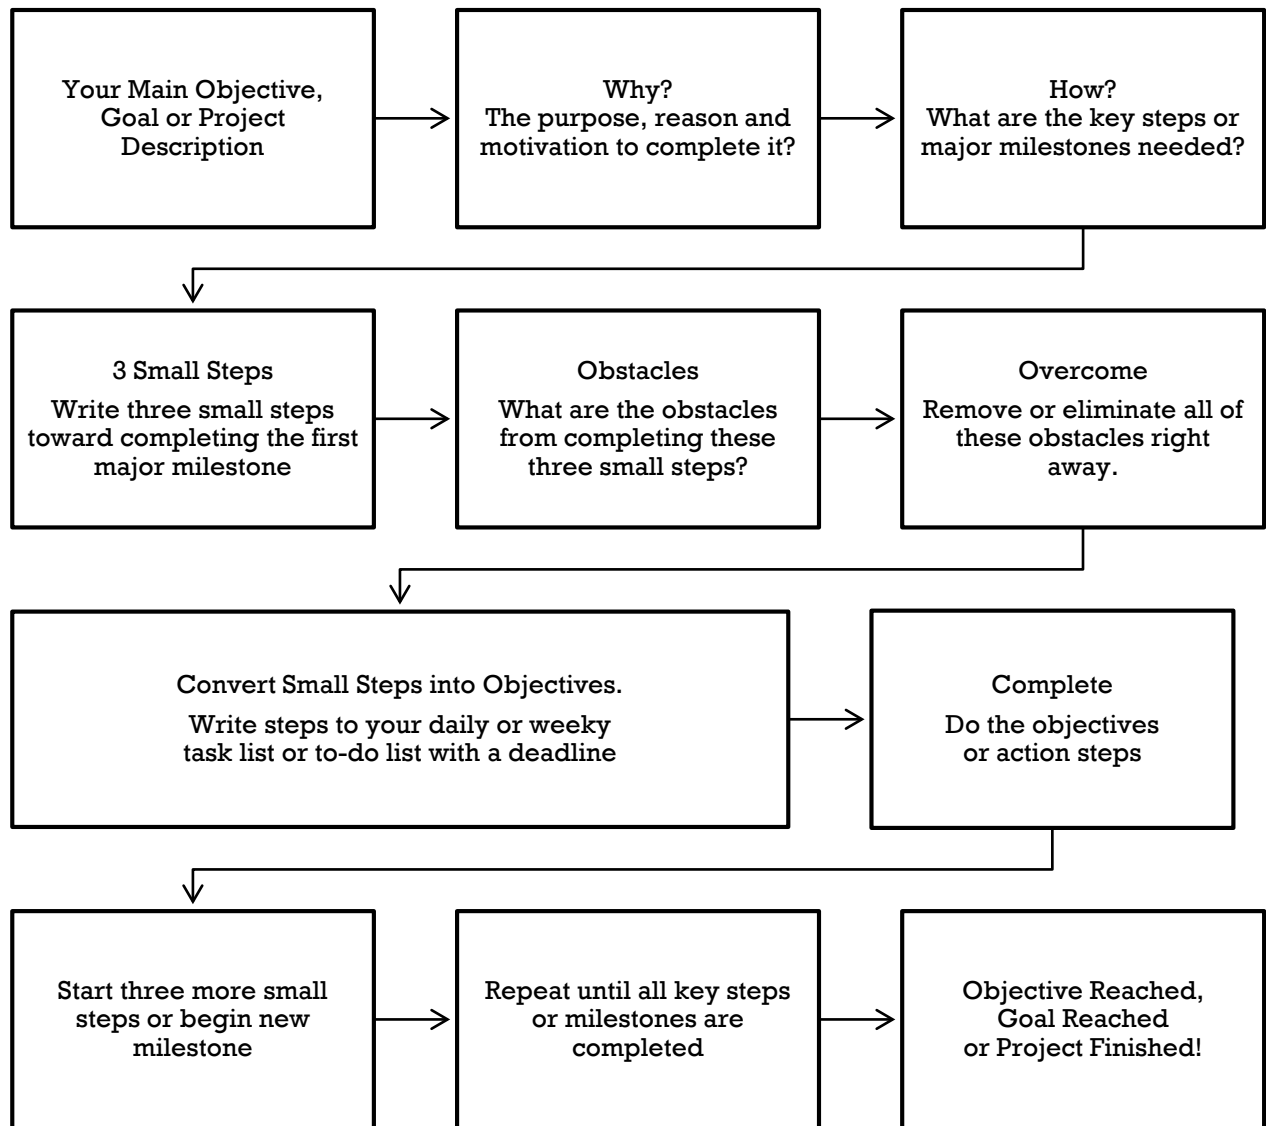 Your Main Objective,
Goal or Project
Description
Why?
The purpose, reason and
motivation to complete it?
How?
What are the key steps or
major milestones needed?
3 Small Steps
Write three small steps
toward completing the first
major milestone
Obstacles
What are the obstacles
from completing these
three small steps?
Overcome
Remove or eliminate all of
these obstacles right
away.
Convert Small Steps into Objectives.
Write steps to your daily or weeky
task list or to-do list with a deadline
Complete
Do the objectives
or action steps
Start three more small
steps or begin new
milestone
Repeat until all key steps
or milestones are
completed
Objective Reached,
Goal Reached
or Project Finished!